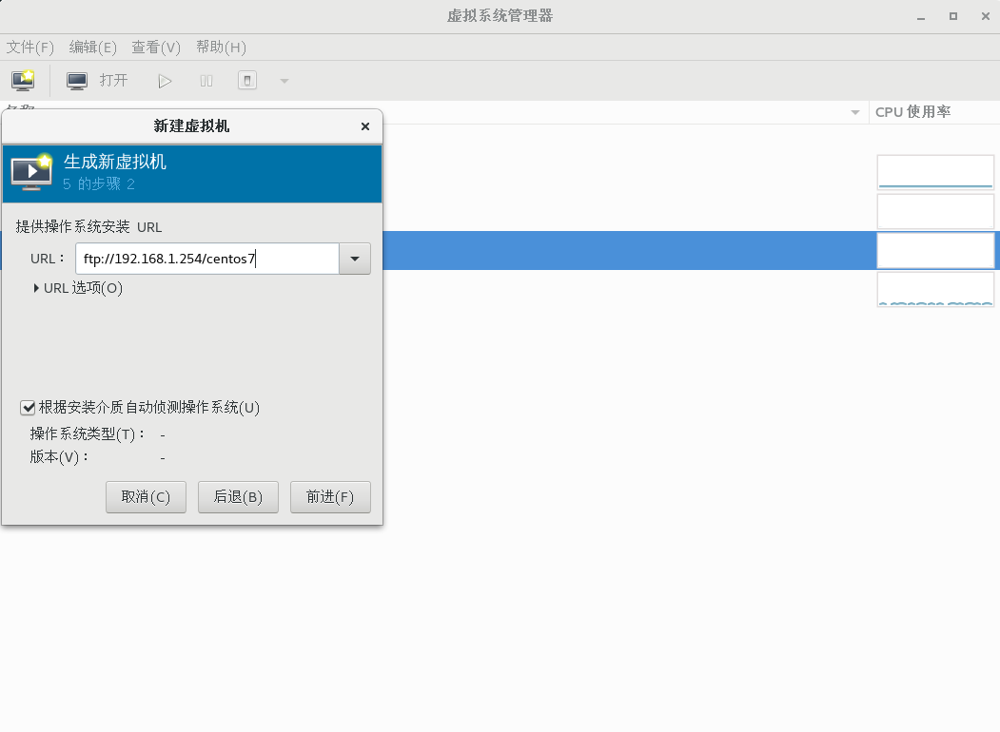 虚拟系统管理器
文件(F) 编辑(E) 查看(V) 帮助(H)
打开
CPU 使用率
新建虚拟机
生成新虚拟机
5 的步骤 2
提供操作系统安装 URL
URL： ftp://192.168.1.254/centos7
URL 选项(O)
根据安装介质自动侦测操作系统(U)
操作系统类型(T)： -
版本(V)： -
取消(C) 后退(B) 前进(F)